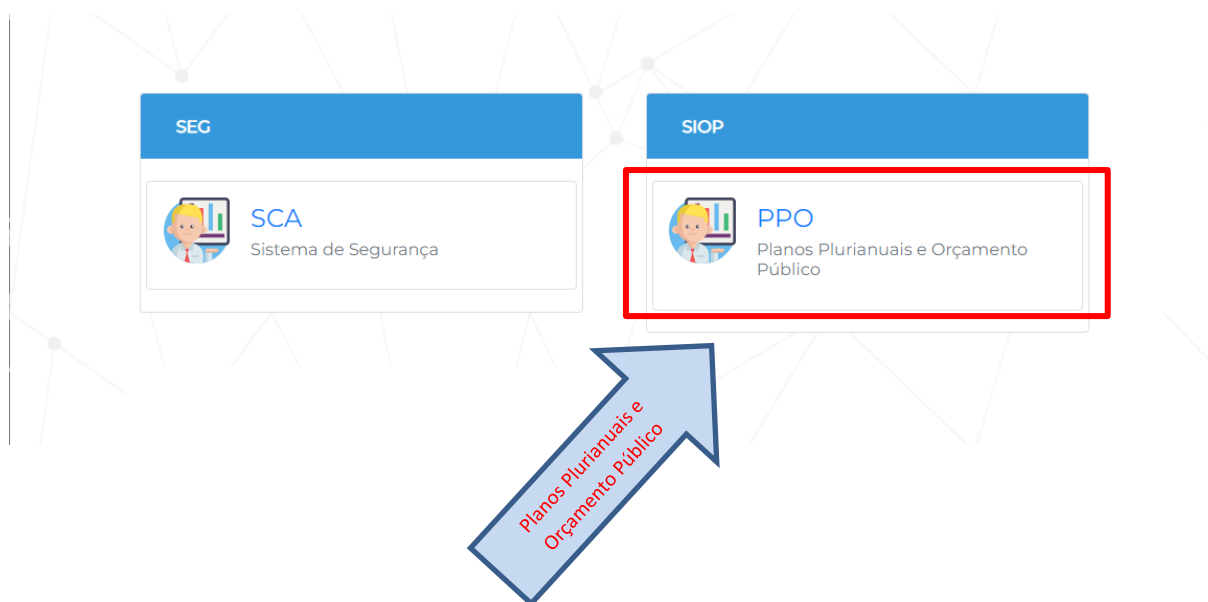 SEG
SCA
Sistema de Segurança
SIOP
PPO
Planos Plurianuais e Orçamento
Público
Planos Plurianuais e
Orçamento Público